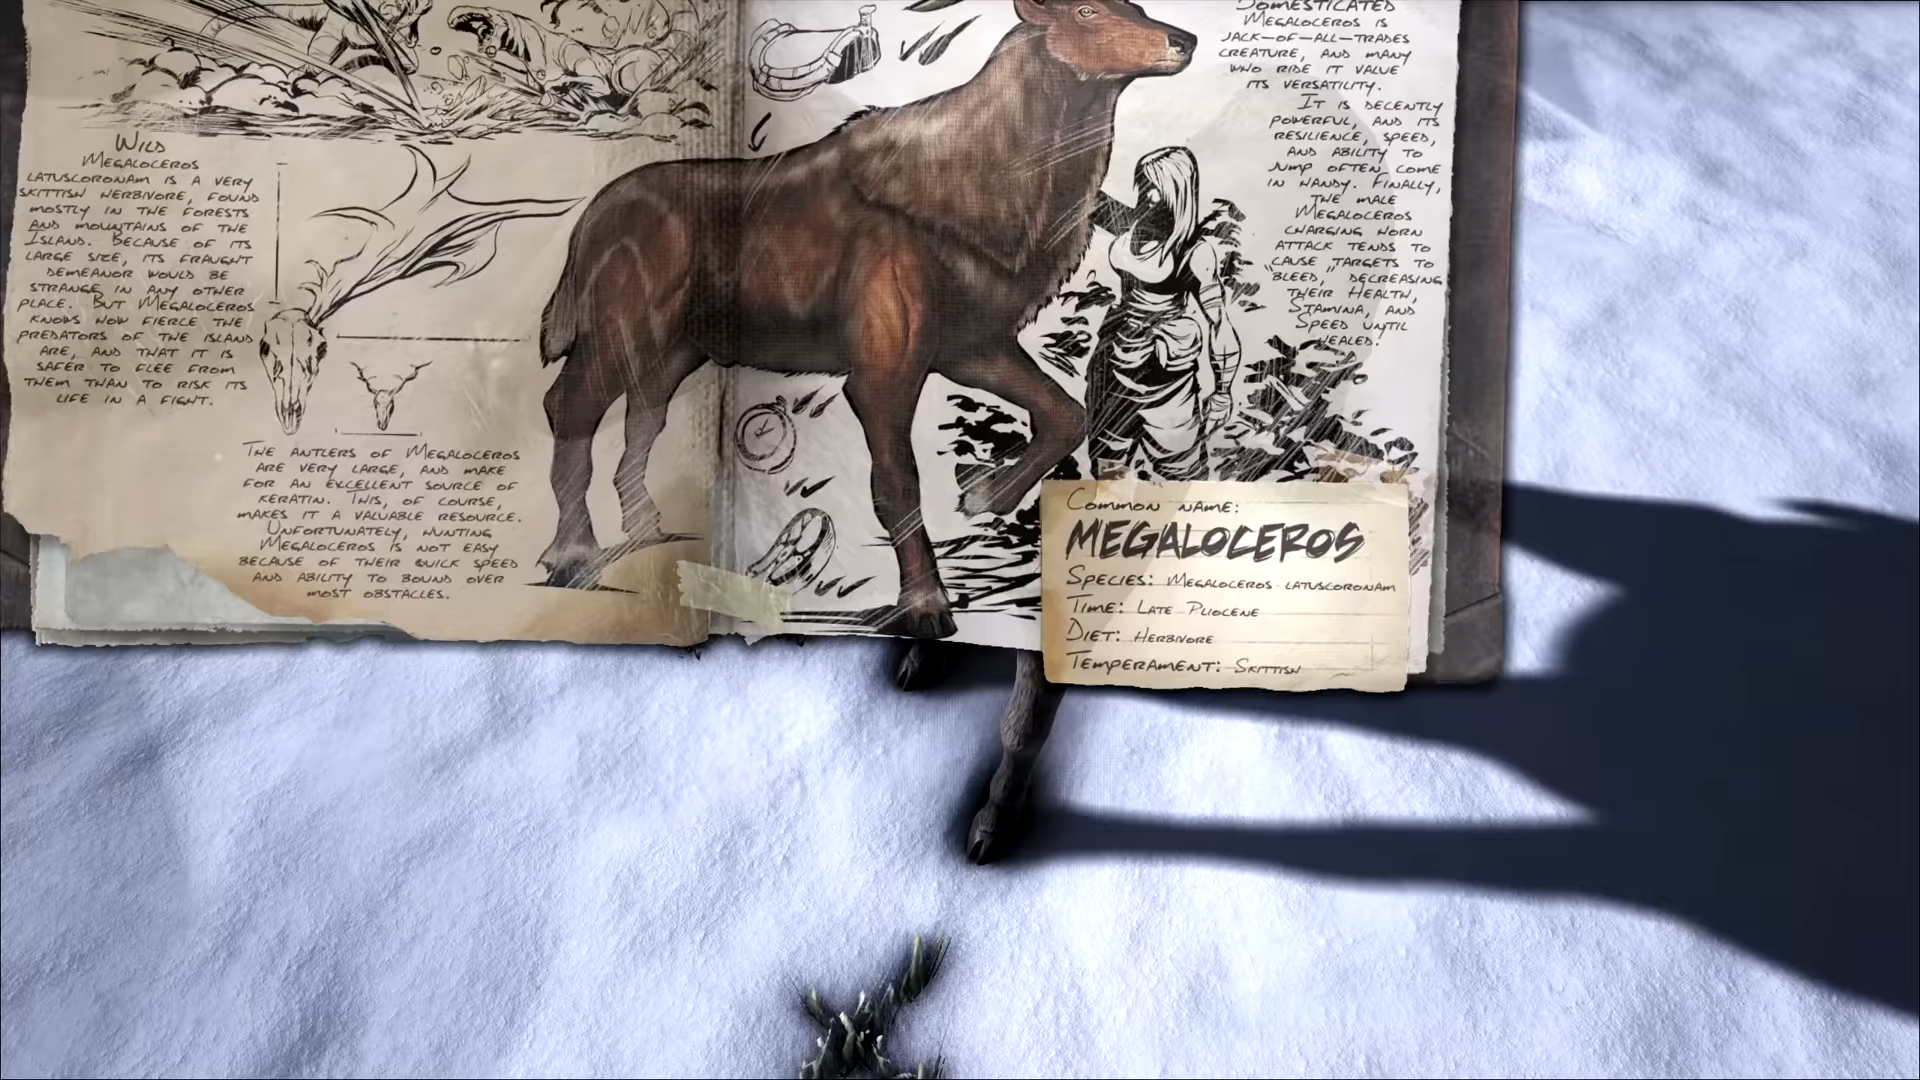 Wild
Megaloceros
latuscoronam is a very
skittish herbivore, found
mostly in the forests
and mountains of the
Island. Because of its
large size, its fraught
demeanor would be
strange in any other
place. But Megaloceros
knows how fierce the
predators of the island
are, and that it is
safer to flee from
them than to risk its
life in a fight.
The antlers of Megaloceros
are very large, and make
for an excellent source of
keratin. This, of course,
makes it a valuable resource.
Unfortunately, hunting
Megaloceros is not easy
because of their quick speed
and ability to bound over
most obstacles.
Domesticated
Megaloceros is
jack-of-all-trades
creature, and many
who ride it value
its versatility.
It is decently
powerful, and its
resilience, speed,
and ability to
jump often come
in handy. Finally,
the male
Megaloceros
charging horn
attack tends to
cause targets to
"bleed," decreasing
their Health,
Stamina, and
Speed until
healed!
Common name:
MEGALOCEROS
Species: Megaloceros latuscoronam
Time: Late Pliocene
Diet: Herbivore
Temperament: Skittish